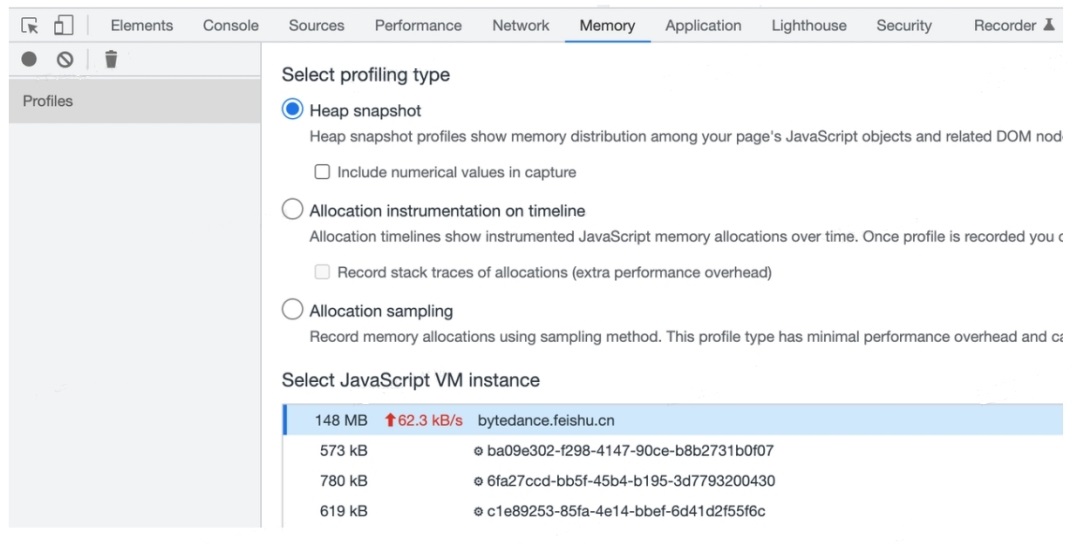 Elements Console Sources Performance Network Memory Application Lighthouse Security Recorder
Profiles
Select profiling type
Heap snapshot
Heap snapshot profiles show memory distribution among your page's JavaScript objects and related DOM nod
Include numerical values in capture
Allocation instrumentation on timeline
Allocation timelines show instrumented JavaScript memory allocations over time. Once profile is recorded you c
Record stack traces of allocations (extra performance overhead)
Allocation sampling
Record memory allocations using sampling method. This profile type has minimal performance overhead and ca
Select JavaScript VM instance
148 MB 62.3 kB/s bytedance.feishu.cn
573 kB ba09e302-f298-4147-90ce-b8b2731b0f07
780 kB 6fa27ccd-bb5f-45b4-b195-3d7793200430
619 kB c1e89253-85fa-4e14-bbef-6d41d2f55f6c